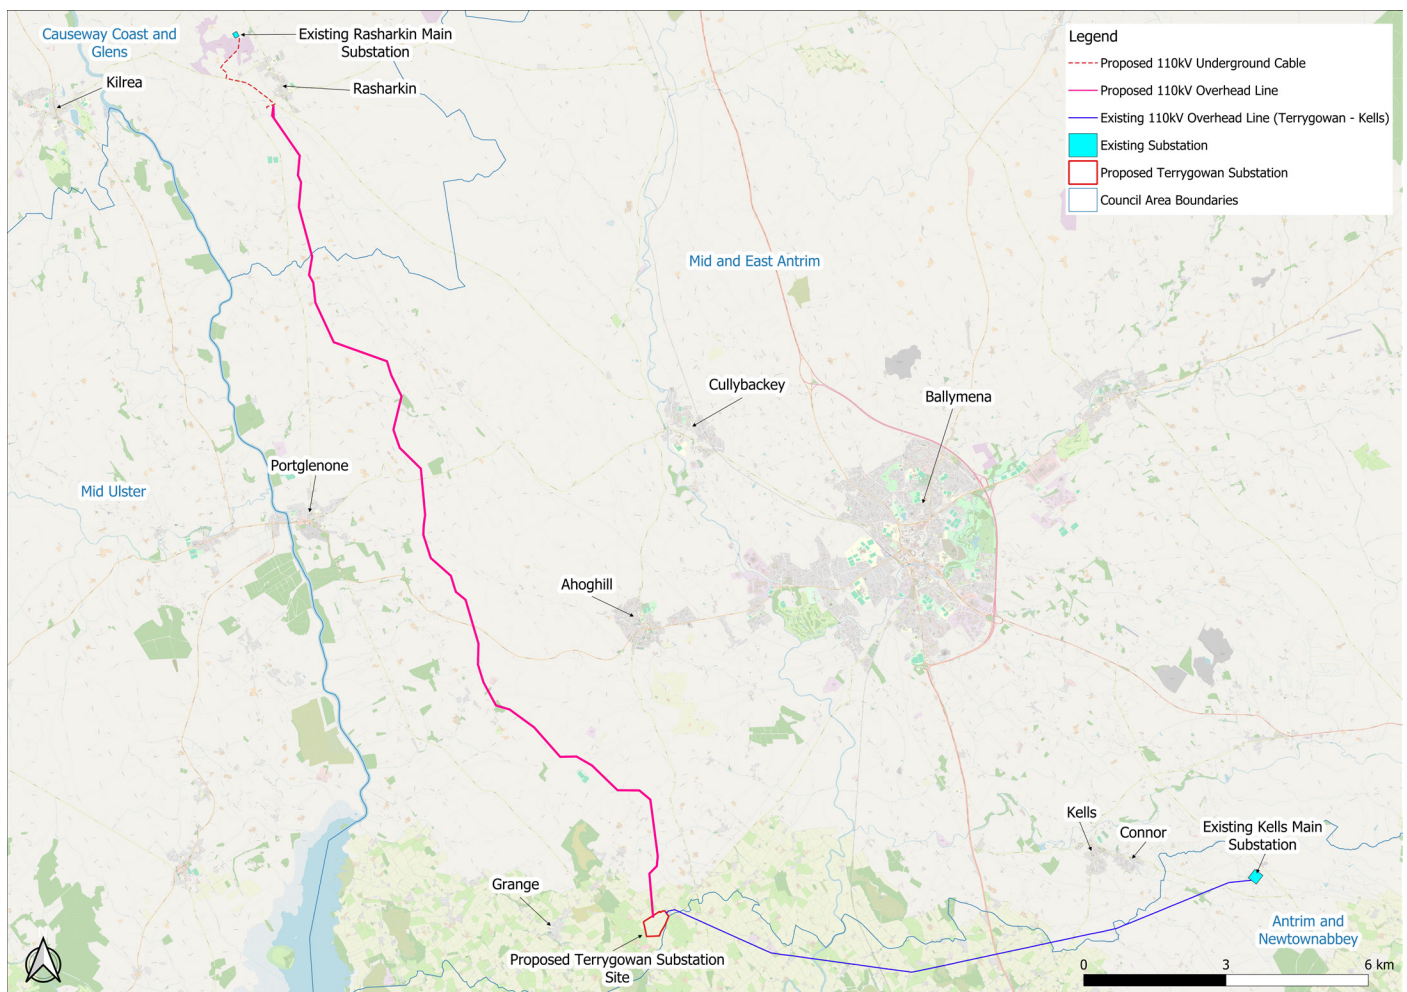 Causeway Coast and
Glens
Existing Rasharkin Main
Substation
Kilrea
Rasharkin
Legend
Proposed 110kV Underground Cable
Proposed 110kV Overhead Line
Existing 110kV Overhead Line (Terrygowan - Kells)
Existing Substation
Proposed Terrygowan Substation
Council Area Boundaries
Mid and East Antrim
Cullybackey
Ballymena
Portglenone
Mid Ulster
Ahoghill
Kells
Connor
Existing Kells Main
Substation
Grange
Proposed Terrygowan Substation
Site
Antrim and
Newtownabbey
0 3 6 km